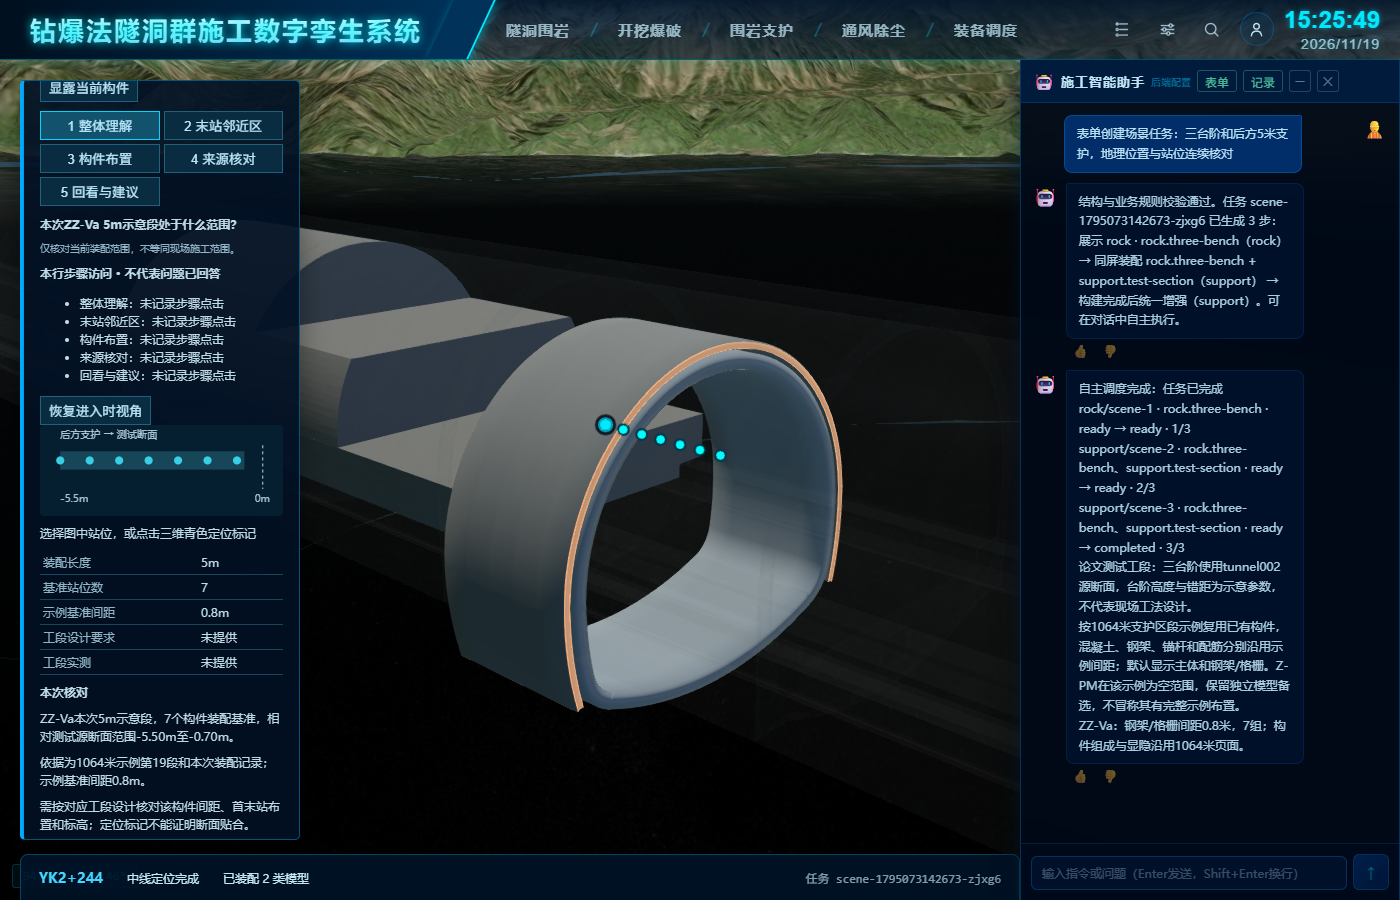 钻爆法隧洞群施工数字孪生系统
隧洞围岩 / 开挖爆破 / 围岩支护 / 通风除尘 / 装备调度
15:25:49
2026/11/19
显露当前构件
1 整体理解
2 末站邻近区
3 构件布置
4 来源核对
5 回看与建议
本次ZZ-Va 5m示意段处于什么范围?
仅核对当前装配范围，不等同现场施工范围。
本行步骤访问 · 不代表问题已回答
• 整体理解：未记录步骤点击
• 末站邻近区：未记录步骤点击
• 构件布置：未记录步骤点击
• 来源核对：未记录步骤点击
• 回看与建议：未记录步骤点击
恢复进入时视角
后方支护 → 测试断面
-5.5m
0m
选择图中站位，或点击三维青色定位标记
装配长度 5m
基准站位数 7
示例基准间距 0.8m
工段设计要求 未提供
工段实测 未提供
本次核对
ZZ-Va本次5m示意段，7个构件装配基准，相
对测试源断面范围-5.50m至-0.70m。
依据为1064米示例第19段和本次装配记录；
示例基准间距0.8m。
需按对应工段设计核对该构件间距、首末站布
置和标高；定位标记不能证明断面贴合。
YK2+244 中线定位完成 已装配 2 类模型
任务 scene-1795073142673-zjxg6
施工智能助手 后端配置 表单 记录
表单创建场景任务：三台阶和后方5米支
护，地理位置与站位连续核对
结构与业务规则校验通过。任务 scene-
1795073142673-zjxg6 已生成 3 步：
展示 rock · rock.three-bench（rock）
→ 同屏装配 rock.three-bench +
support.test-section（support） →
构建完成后统一增强（support）。可
在对话中自主执行。
自主调度完成：任务已完成
rock/scene-1 · rock.three-bench ·
ready → ready · 1/3
support/scene-2 · rock.three-
bench、support.test-section · ready
→ ready · 2/3
support/scene-3 · rock.three-
bench、support.test-section · ready
→ completed · 3/3
论文测试工段：三台阶使用tunnel002
源断面，台阶高度与错距为示意参数，
不代表现场工法设计。
按1064米支护区段示例复用已有构件，
混凝土、钢架、锚杆和配筋分别沿用示
例间距；默认显示主体和钢架/格栅。Z-
PM在该示例为空范围，保留独立模型备
选，不冒称其有完整示例布置。
ZZ-Va：钢架/格栅间距0.8米，7组；构
件组成与显隐沿用1064米页面。
输入指令或问题（Enter发送，Shift+Enter换行）